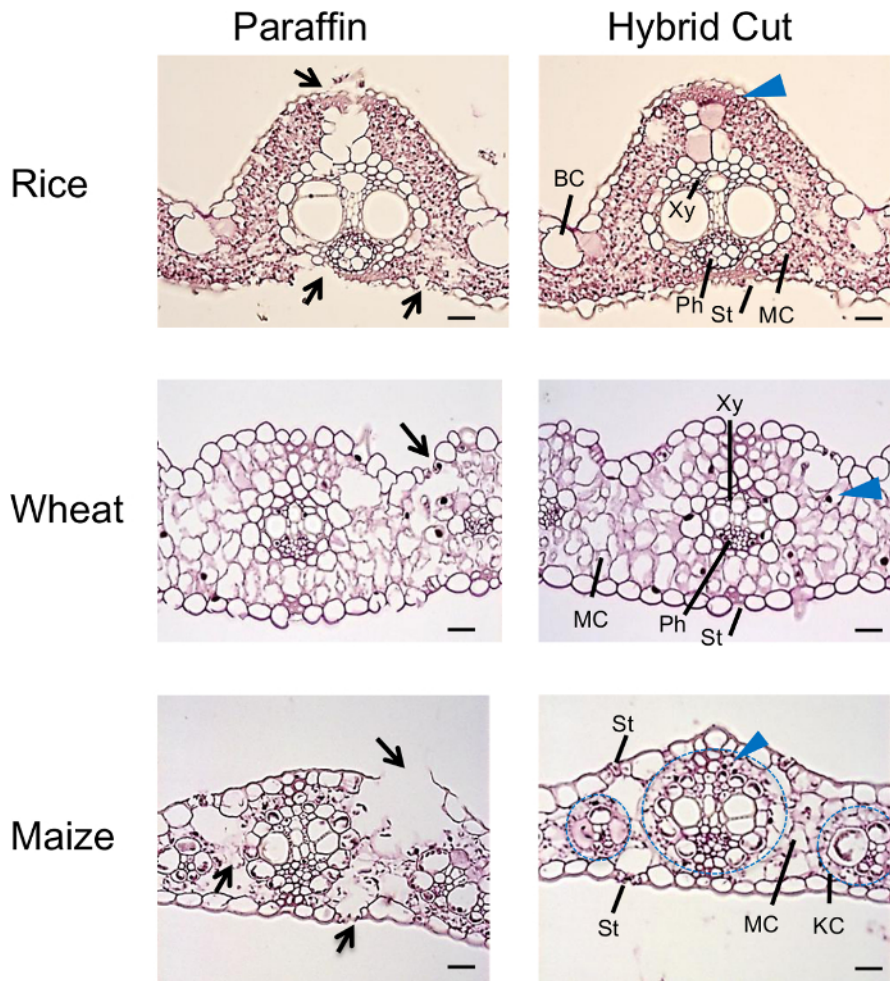 Paraffin Hybrid Cut
Rice
BC
Xy
Ph
St
MC
Wheat
Xy
MC
Ph
St
Maize
St
St
MC
KC